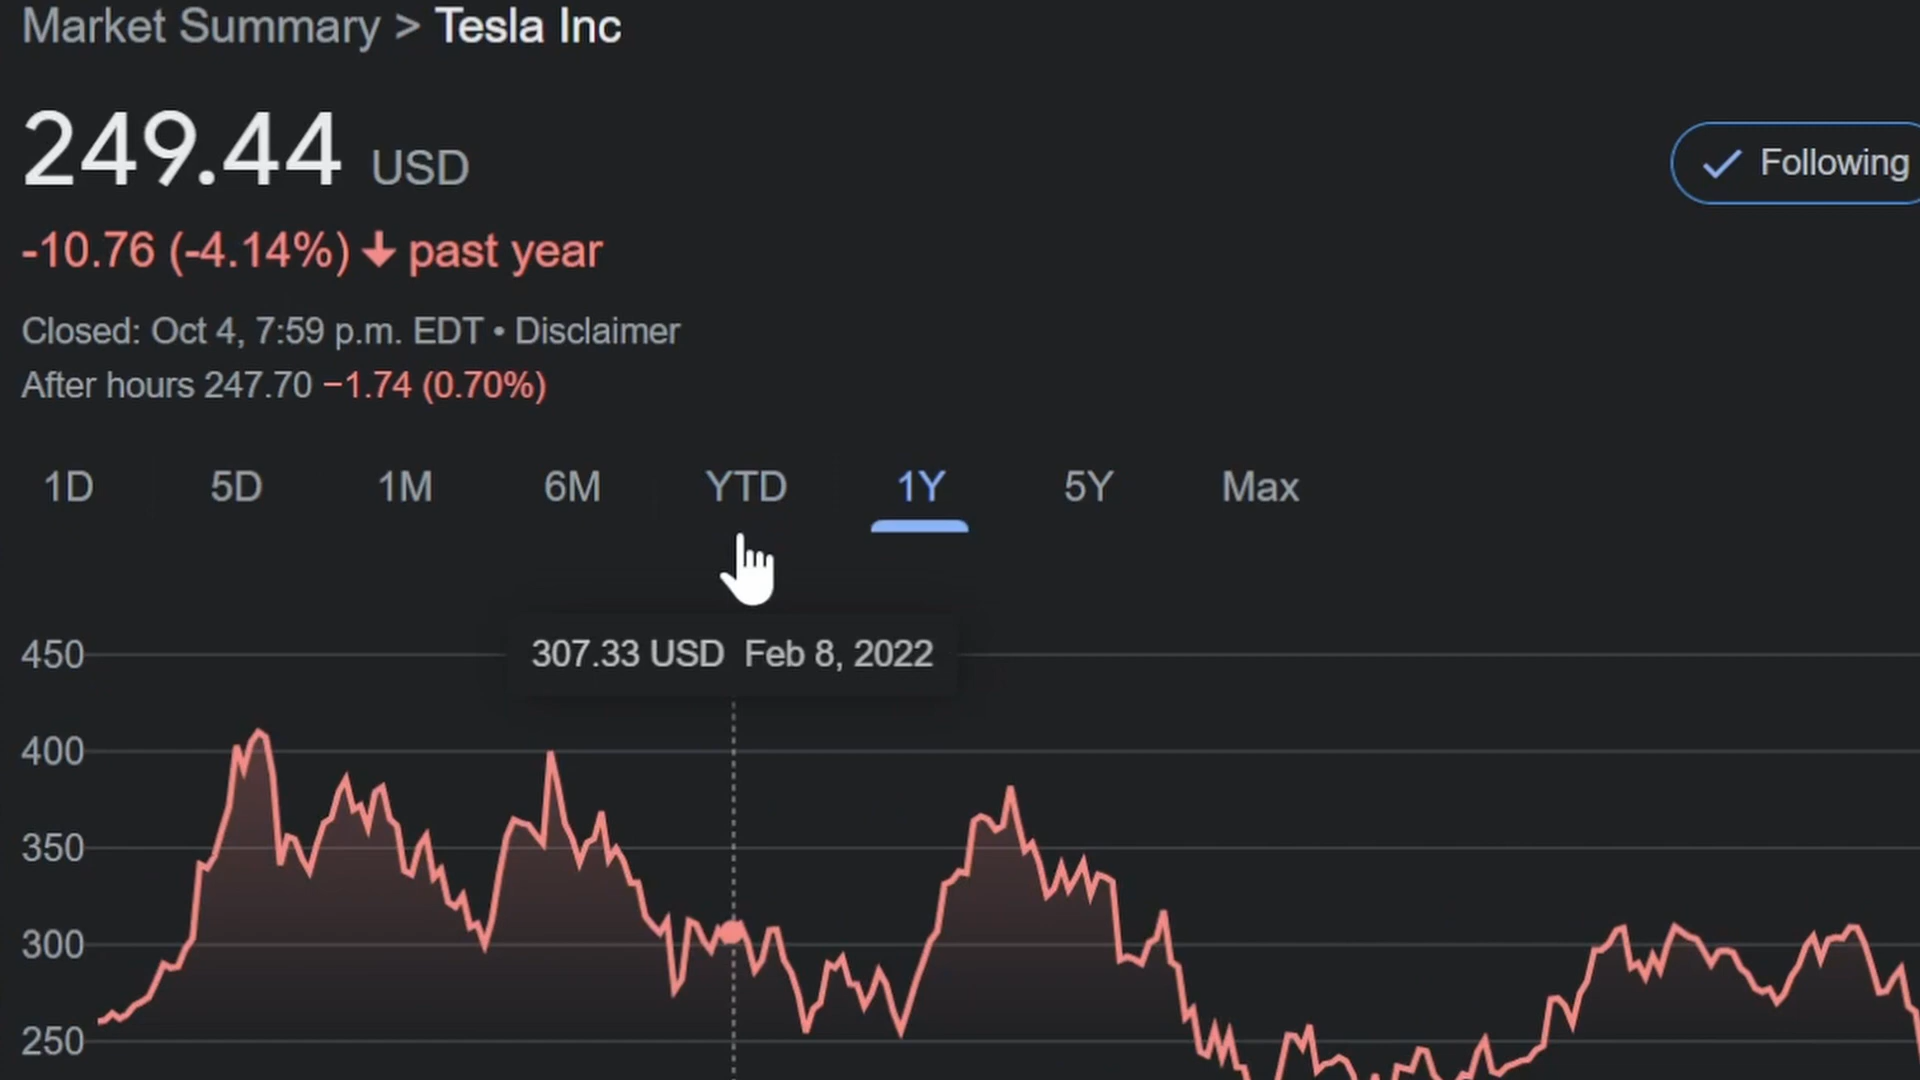 Market Summary > Tesla Inc
249.44 USD
Following
-10.76 (-4.14%) ↓ past year
Closed: Oct 4, 7:59 p.m. EDT • Disclaimer
After hours 247.70 −1.74 (0.70%)
1D 5D 1M 6M YTD 1Y 5Y Max
307.33 USD Feb 8, 2022
450
400
350
300
250